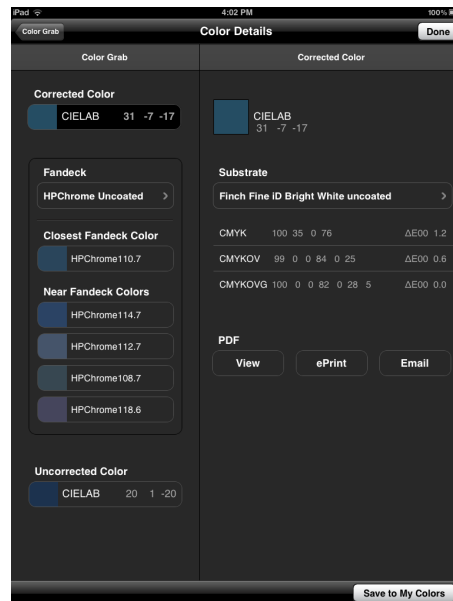 iPad 4:02 PM 100%
Color Grab Color Details Done
Color Grab
Corrected Color
CIELAB 31 -7 -17
Fandeck
HPChrome Uncoated
Closest Fandeck Color
HPChrome110.7
Near Fandeck Colors
HPChrome114.7
HPChrome112.7
HPChrome108.7
HPChrome118.6
Uncorrected Color
CIELAB 20 1 -20
Corrected Color
CIELAB
31 -7 -17
Substrate
Finch Fine iD Bright White uncoated
CMYK 100 35 0 76 ΔE00 1.2
CMYKOV 99 0 0 84 0 25 ΔE00 0.6
CMYKOVG 100 0 0 82 0 28 5 ΔE00 0.0
PDF
View ePrint Email
Save to My Colors